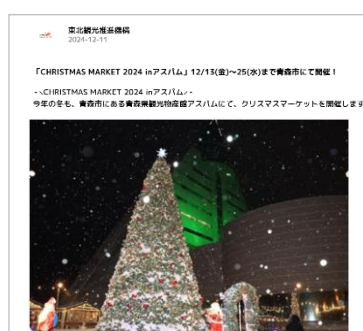 東北観光推進機構
2024-12-11
「CHRISTMAS MARKET 2024 inアスパム」12/13(金)～25(水)まで青森市にて開催！
-⸜CHRISTMAS MARKET 2024 inアスパム⸝-
今年の冬も、青森市にある青森県観光物産館アスパムにて、クリスマスマーケットを開催します